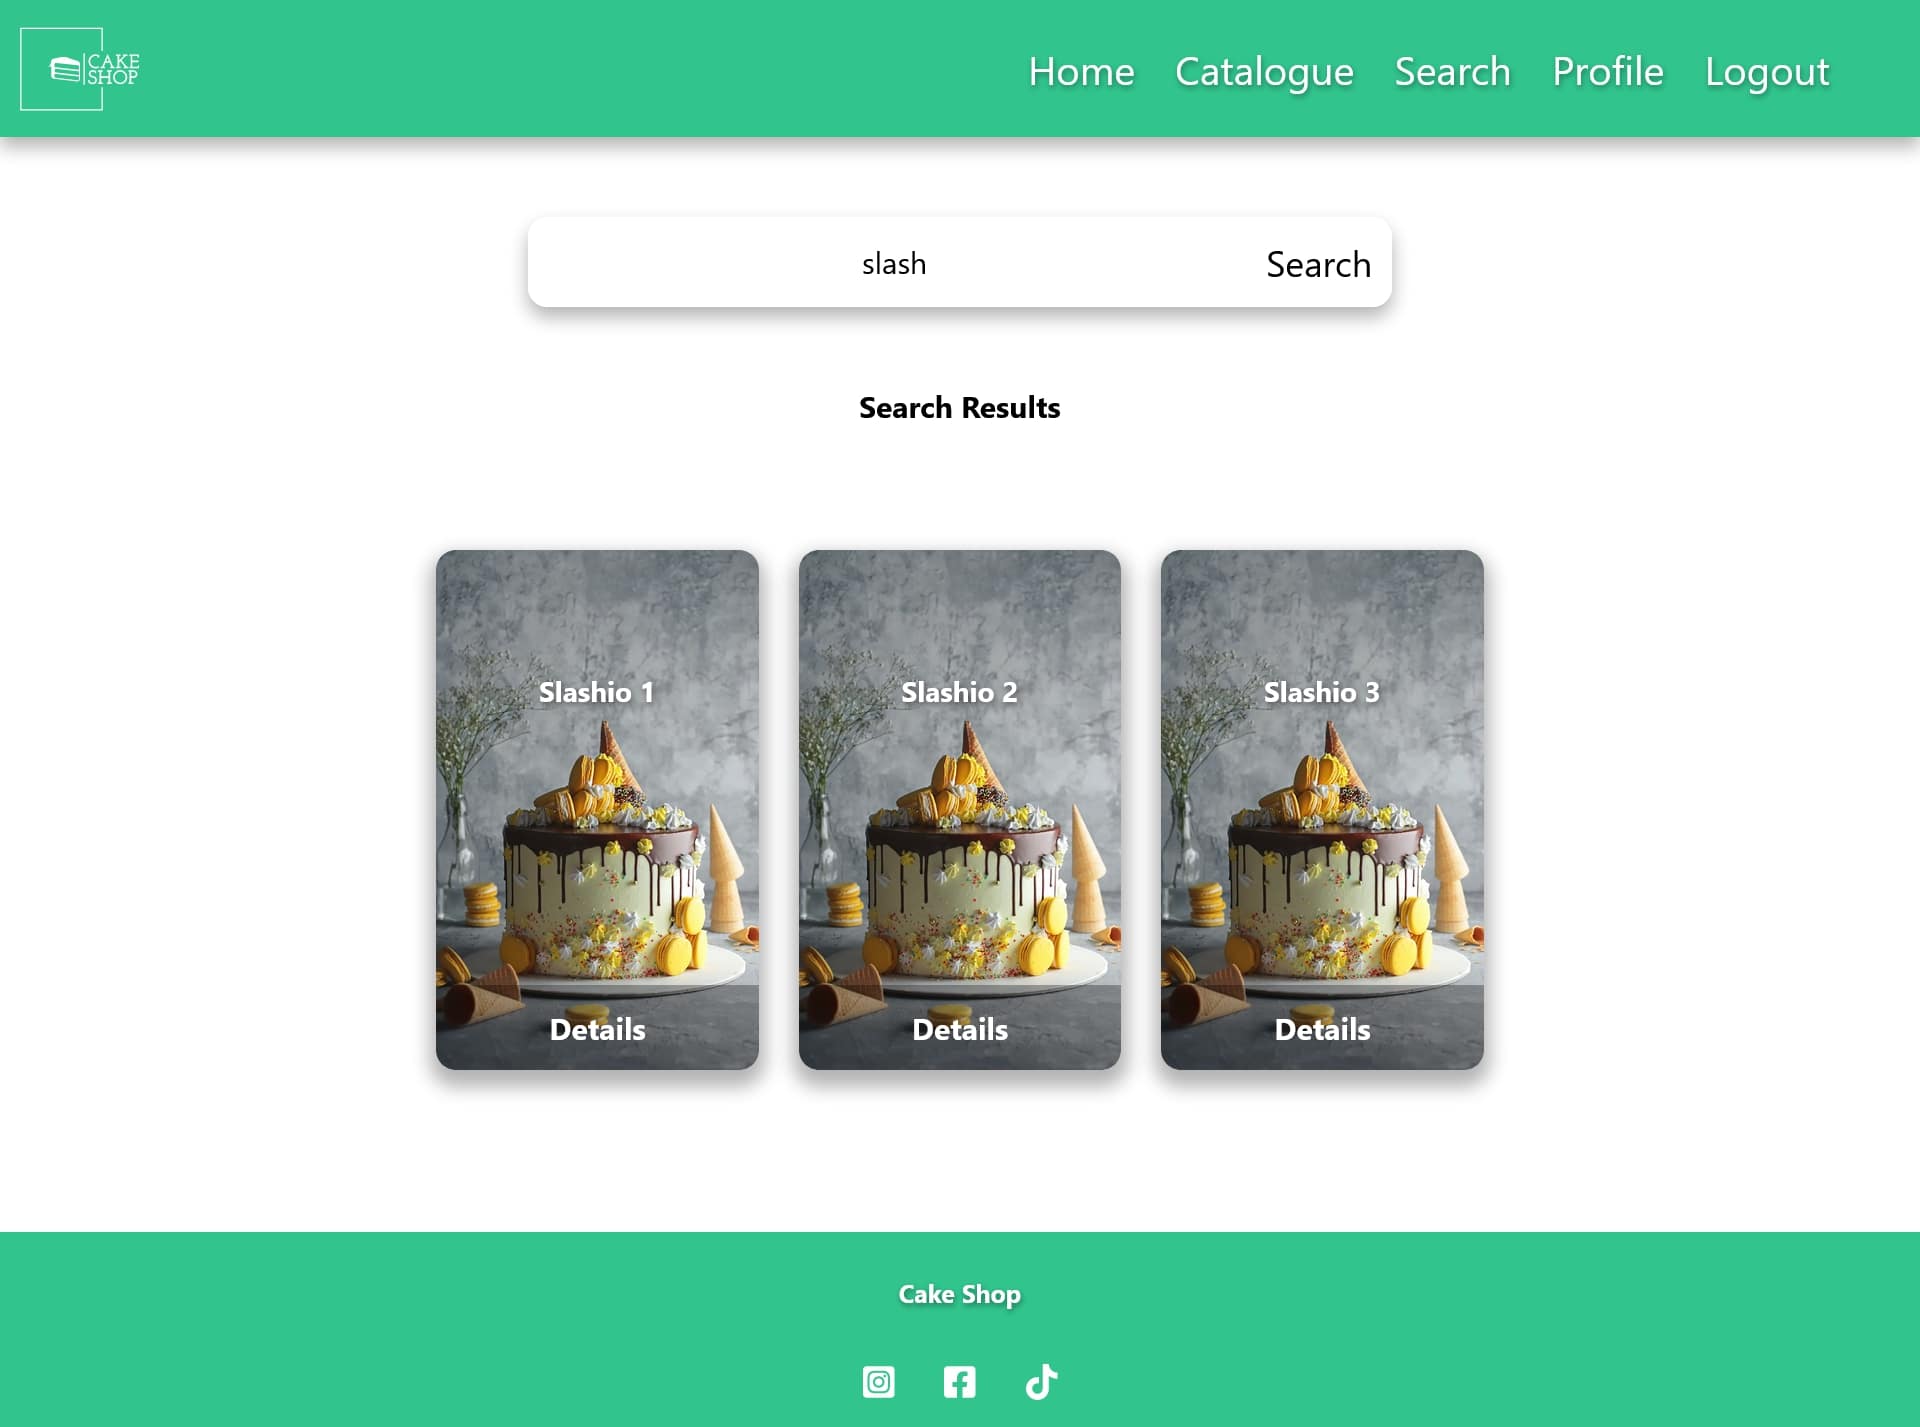 CAKE
SHOP
Home Catalogue Search Profile Logout
slash Search
Search Results
Slashio 1 Slashio 2 Slashio 3
Details Details Details
Cake Shop